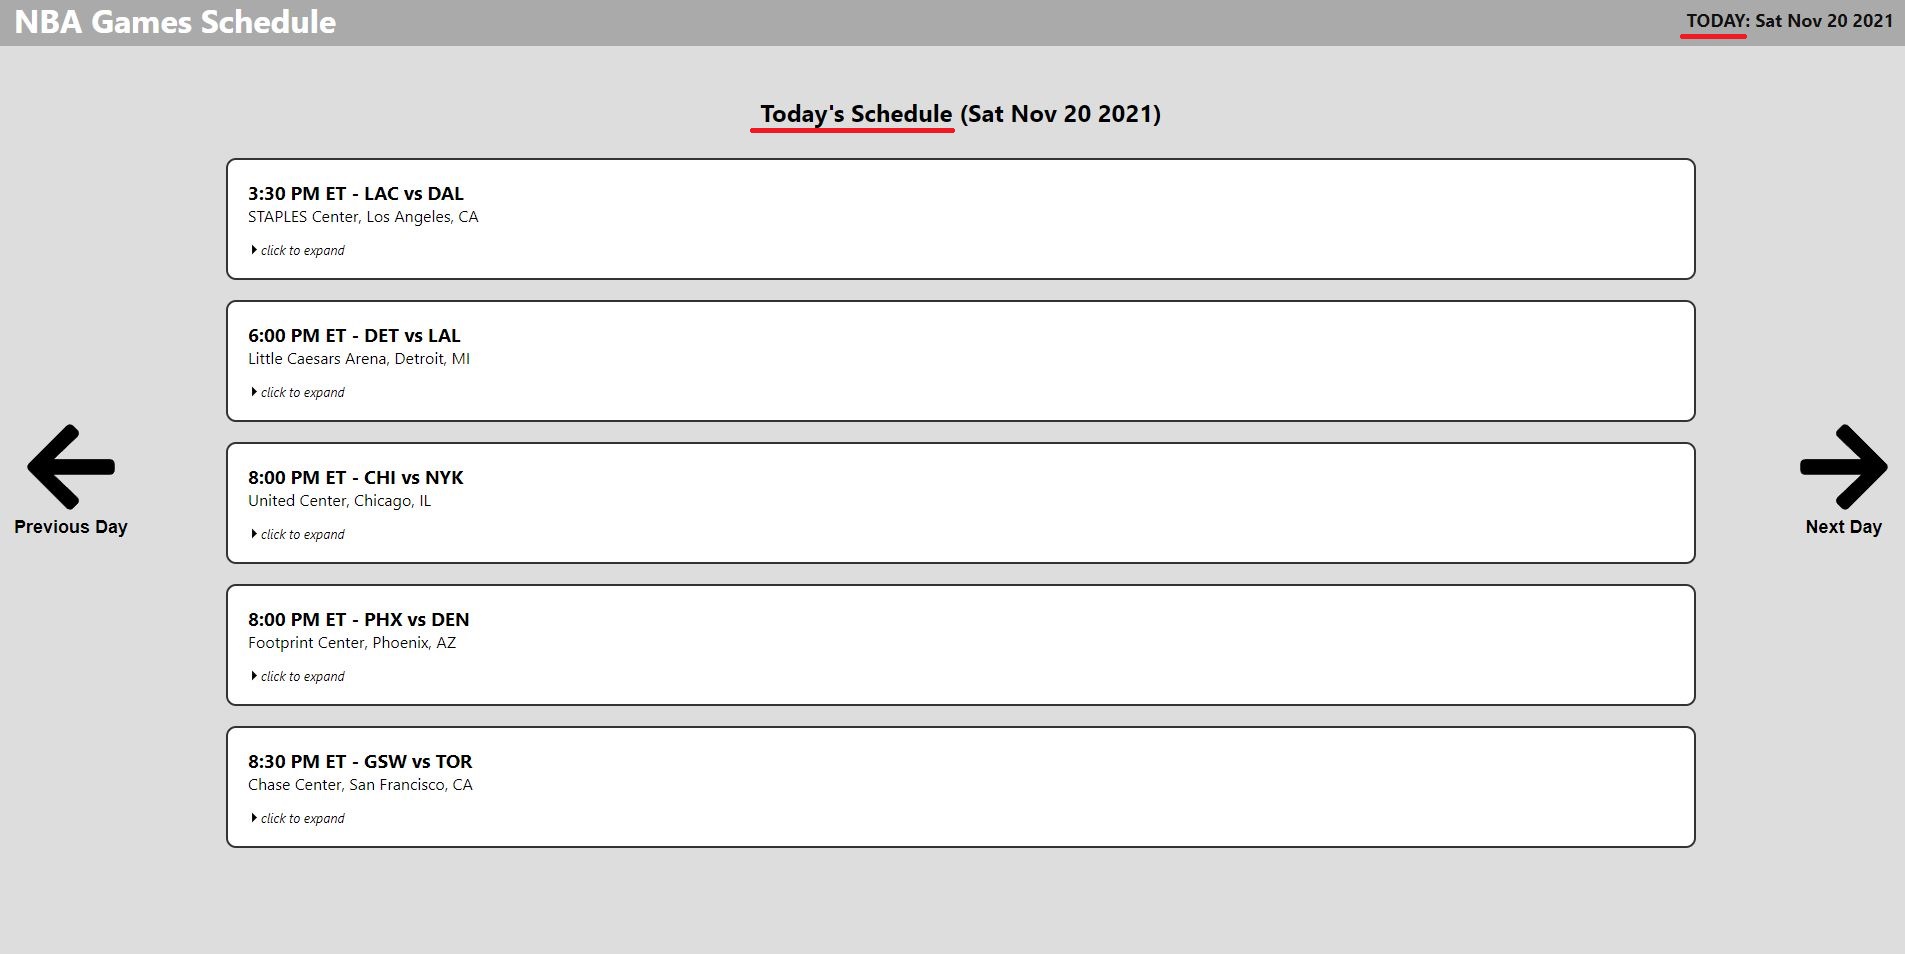 NBA Games Schedule
TODAY: Sat Nov 20 2021
Today's Schedule (Sat Nov 20 2021)
3:30 PM ET - LAC vs DAL
STAPLES Center, Los Angeles, CA
click to expand
6:00 PM ET - DET vs LAL
Little Caesars Arena, Detroit, MI
click to expand
8:00 PM ET - CHI vs NYK
United Center, Chicago, IL
click to expand
Previous Day
Next Day
8:00 PM ET - PHX vs DEN
Footprint Center, Phoenix, AZ
click to expand
8:30 PM ET - GSW vs TOR
Chase Center, San Francisco, CA
click to expand